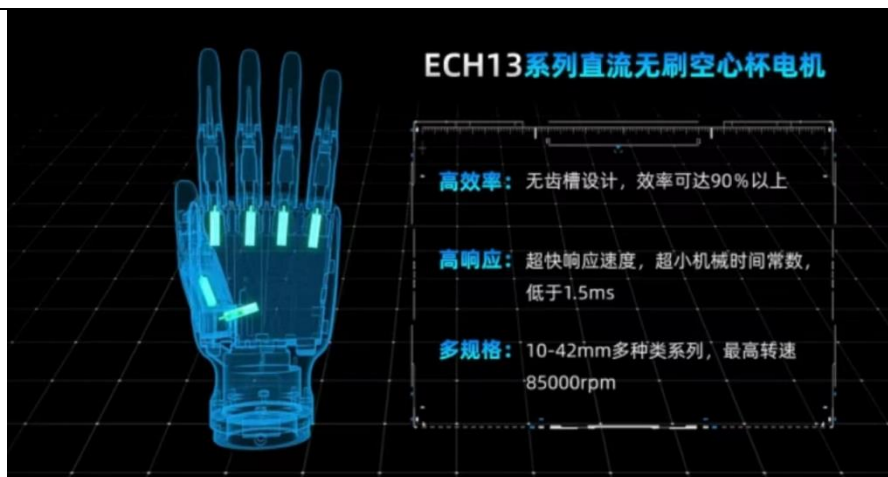 ECH13系列直流无刷空心杯电机
高效率：无齿槽设计，效率可达90%以上
高响应：超快响应速度，超小机械时间常数，
低于1.5ms
多规格：10-42mm多种类系列，最高转速
85000rpm